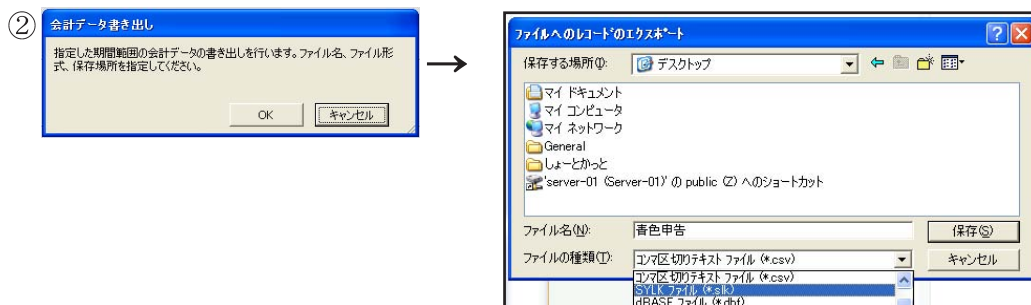 ②
会計データ書き出し
指定した期間範囲の会計データの書き出しを行います。ファイル名、ファイル形
式、保存場所を指定してください。
OK
キャンセル
ファイルへのレコードのエクスポート
保存する場所(I):
デスクトップ
マイ ドキュメント
マイ コンピュータ
マイ ネットワーク
General
しょーとかっと
'server-01 (Server-01)' の public (Z) へのショートカット
ファイル名(N):
青色申告
保存(S)
ファイルの種類(T):
コンマ区切りテキスト ファイル (*.csv)
キャンセル
コンマ区切りテキスト ファイル (*.csv)
SYLK ファイル (*.slk)
dBASE ファイル (*.dbf)